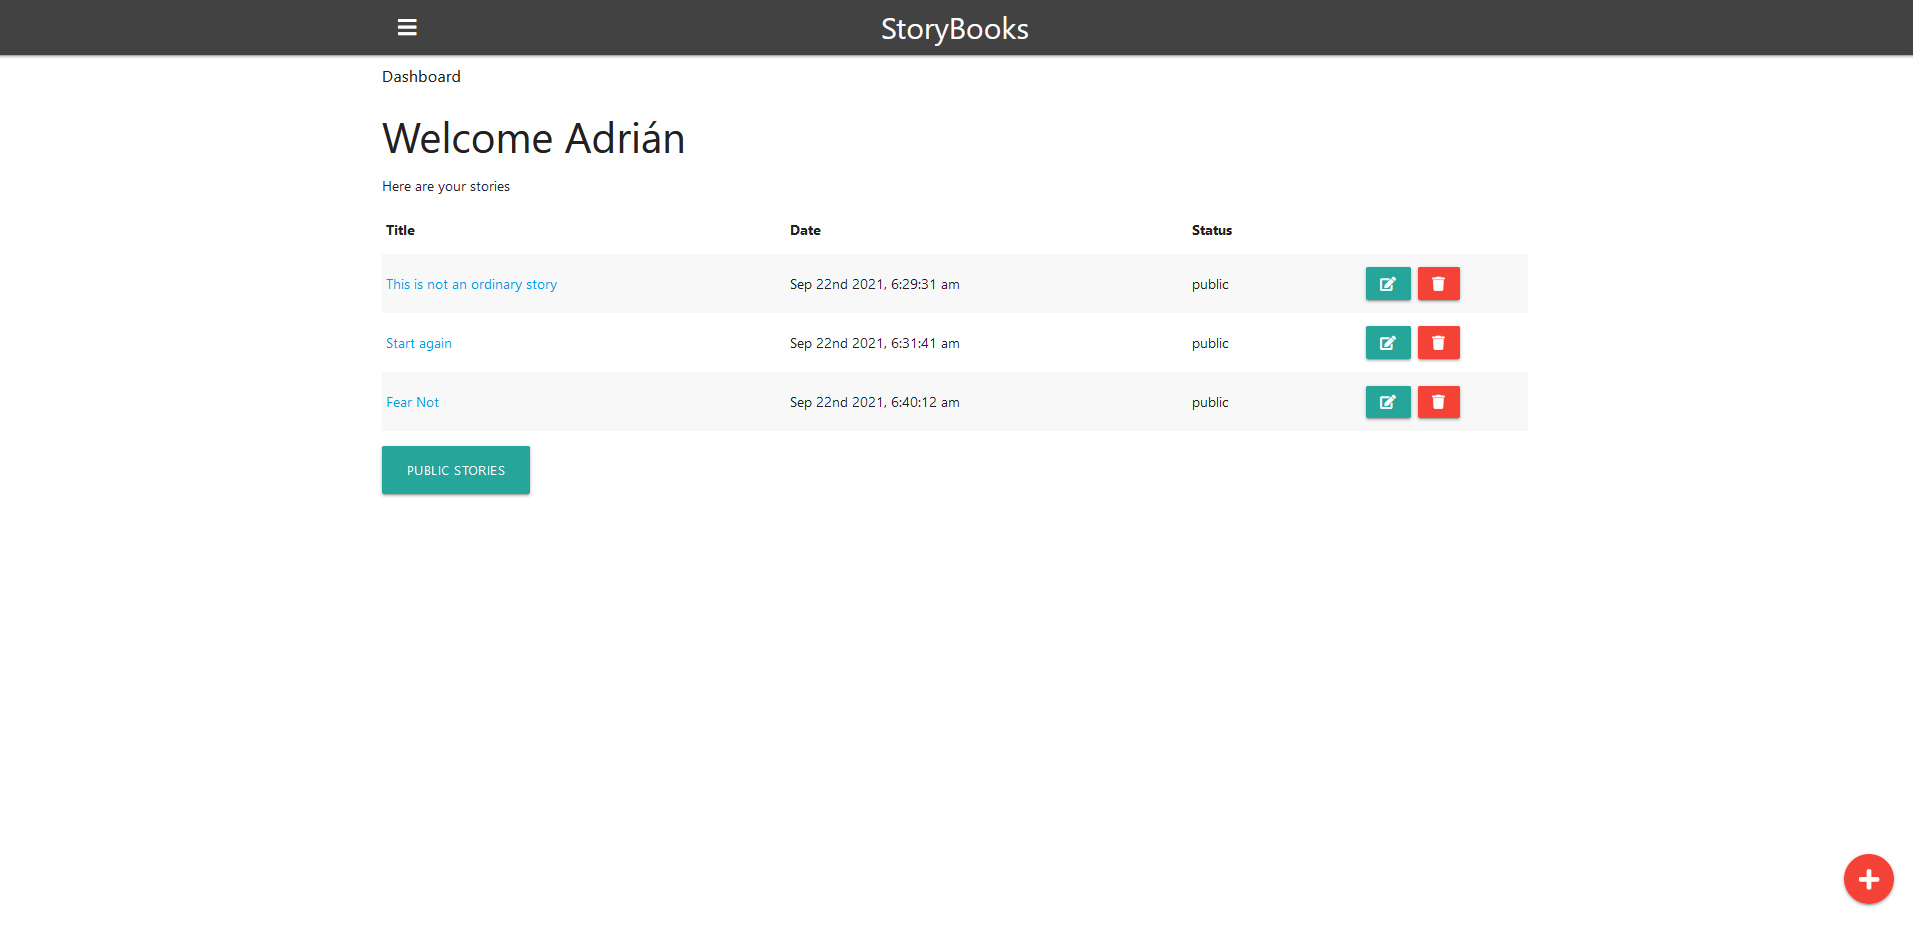 StoryBooks
Dashboard
Welcome Adrián
Here are your stories
Title Date Status
This is not an ordinary story Sep 22nd 2021, 6:29:31 am public
Start again Sep 22nd 2021, 6:31:41 am public
Fear Not Sep 22nd 2021, 6:40:12 am public
PUBLIC STORIES